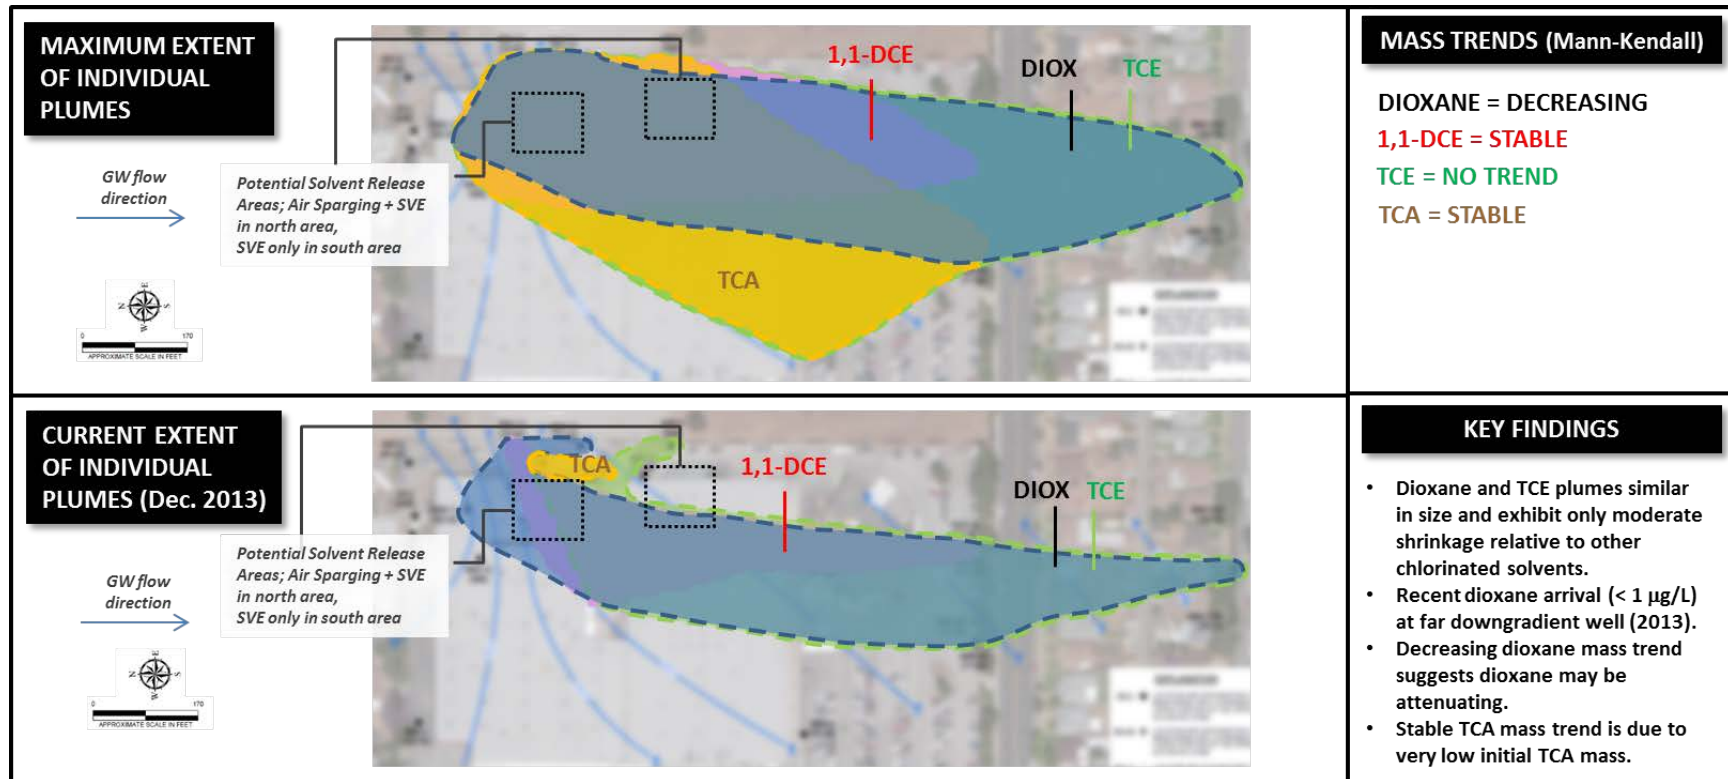 MAXIMUM EXTENT
OF INDIVIDUAL
PLUMES
GW flow
direction
N
E
S
W
0
170
APPROXIMATE SCALE IN FEET
Potential Solvent Release
Areas; Air Sparging + SVE
in north area,
SVE only in south area
1,1-DCE
DIOX
TCE
TCA
MASS TRENDS (Mann-Kendall)
DIOXANE = DECREASING
1,1-DCE = STABLE
TCE = NO TREND
TCA = STABLE
CURRENT EXTENT
OF INDIVIDUAL
PLUMES (Dec. 2013)
GW flow
direction
N
E
S
W
0
170
APPROXIMATE SCALE IN FEET
Potential Solvent Release
Areas; Air Sparging + SVE
in north area,
SVE only in south area
TCA
1,1-DCE
DIOX
TCE
KEY FINDINGS
• Dioxane and TCE plumes similar
in size and exhibit only moderate
shrinkage relative to other
chlorinated solvents.
• Recent dioxane arrival (< 1 µg/L)
at far downgradient well (2013).
• Decreasing dioxane mass trend
suggests dioxane may be
attenuating.
• Stable TCA mass trend is due to
very low initial TCA mass.